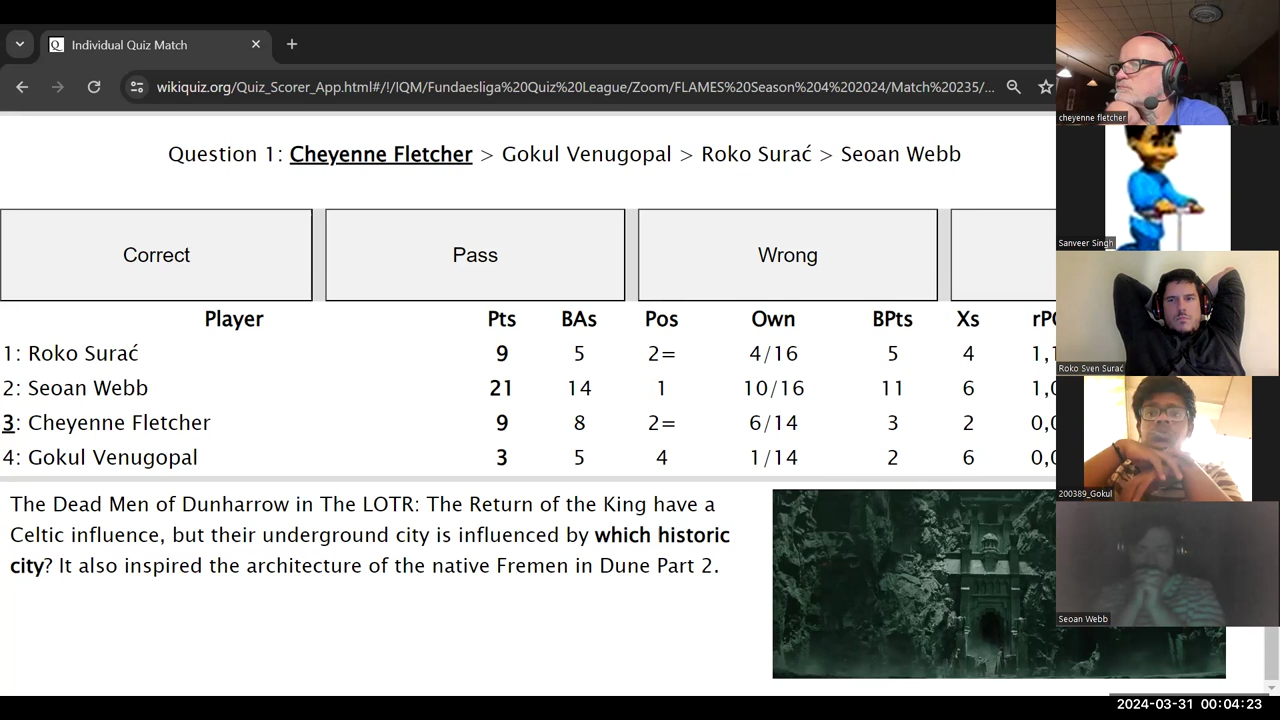 Individual Quiz Match
wikiquiz.org/Quiz_Scorer_App.html#/!/IQM/Fundaesliga%20Quiz%20League/Zoom/FLAMES%20Season%204%202024/Match%2035/...
Question 1: Cheyenne Fletcher > Gokul Venugopal > Roko Surać > Seoan Webb
Correct Pass Wrong
Player Pts BAs Pos Own BPts Xs
1: Roko Surać 9 5 2= 4/16 5 4 1,
2: Seoan Webb 21 14 1 10/16 11 6 1,0
3: Cheyenne Fletcher 9 8 2= 6/14 3 2 0,0
4: Gokul Venugopal 3 5 4 1/14 2 6 0,0
The Dead Men of Dunharrow in The LOTR: The Return of the King have a
Celtic influence, but their underground city is influenced by which historic
city? It also inspired the architecture of the native Fremen in Dune Part 2.
cheyenne fletcher
Sanveer Singh
Roko Sven Surać
200389_Gokul
Seoan Webb
2024-03-31 00:04:23